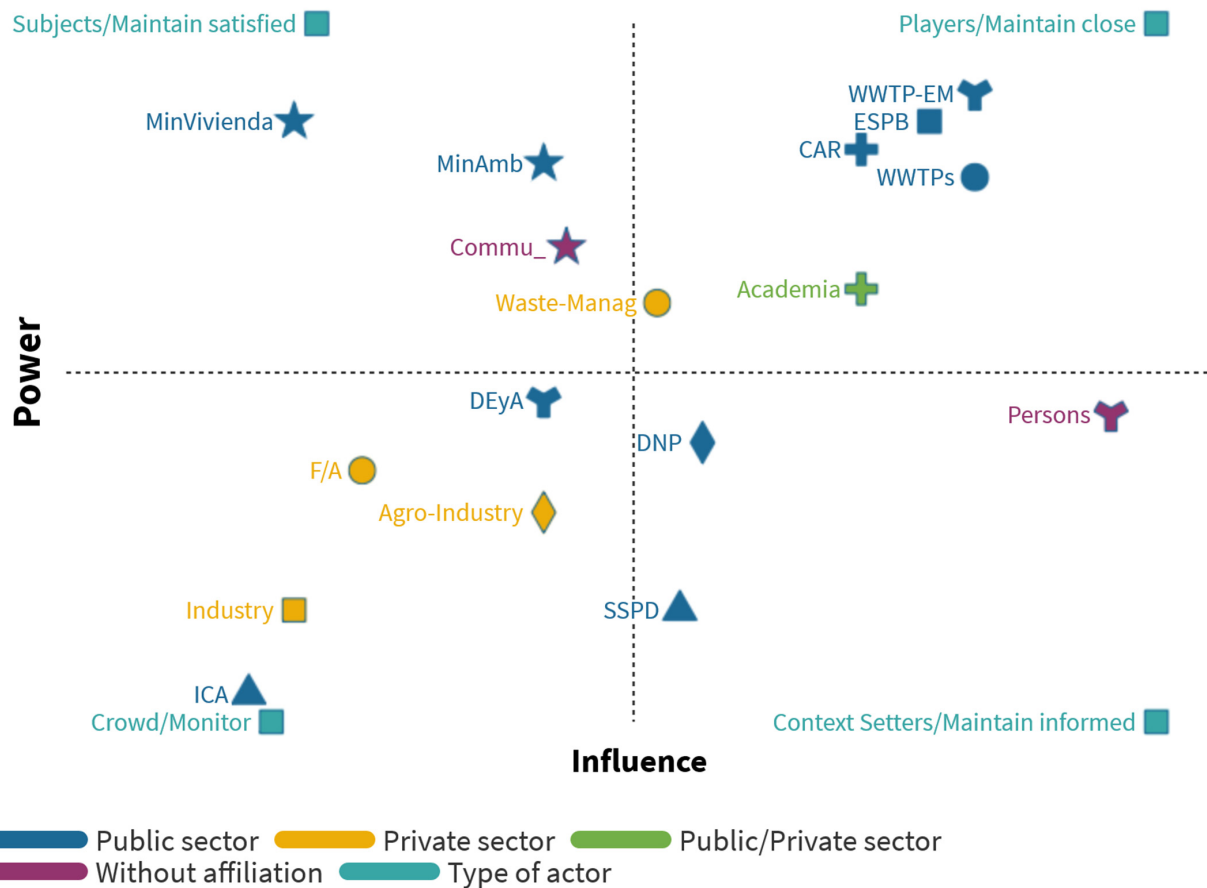 Subjects/Maintain satisfied
Players/Maintain close
WWTP-EM
MinVivienda
ESPB
CAR
MinAmb
WWTPs
Commu_
Academia
Waste-Manag
Power
DEyA
Persons
DNP
F/A
Agro-Industry
Industry
SSPD
ICA
Crowd/Monitor
Context Setters/Maintain informed
Influence
Public sector Private sector Public/Private sector
Without affiliation Type of actor